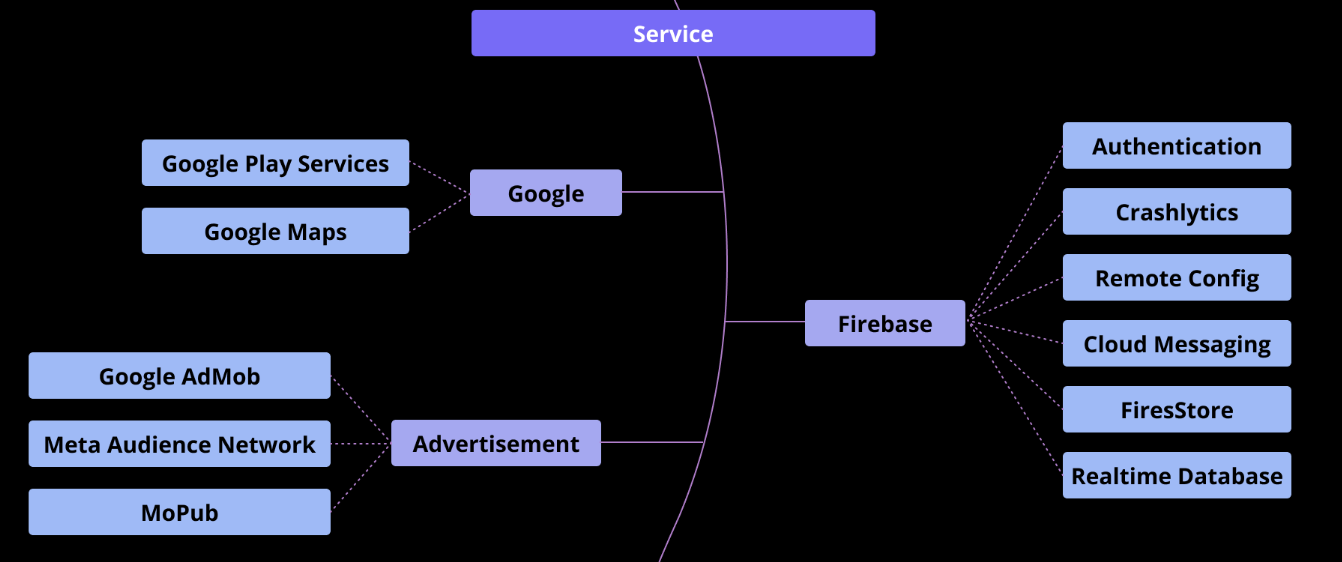 Service
Google Play Services
Google Maps
Google
Authentication
Crashlytics
Remote Config
Cloud Messaging
FiresStore
Realtime Database
Firebase
Google AdMob
Meta Audience Network
MoPub
Advertisement